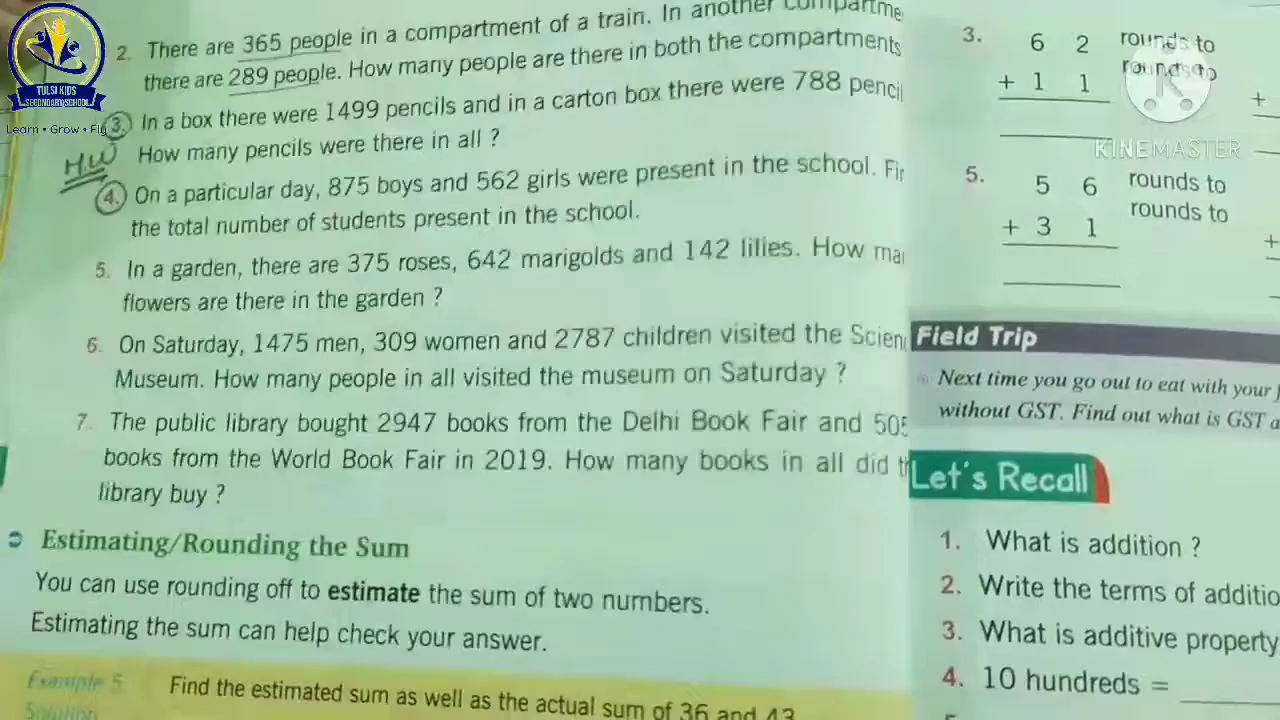 TULSI KIDS
SECONDARY SCHOOL
Learn • Grow • Fly
2. There are 365 people in a compartment of a train. In another compartme
there are 289 people. How many people are there in both the compartments
3. In a box there were 1499 pencils and in a carton box there were 788 pencil
How many pencils were there in all ?
HW
4. On a particular day, 875 boys and 562 girls were present in the school. Fin
the total number of students present in the school.
5. In a garden, there are 375 roses, 642 marigolds and 142 lilies. How mar
flowers are there in the garden ?
6. On Saturday, 1475 men, 309 women and 2787 children visited the Scienc
Museum. How many people in all visited the museum on Saturday ?
7. The public library bought 2947 books from the Delhi Book Fair and 505
books from the World Book Fair in 2019. How many books in all did th
library buy ?
Estimating/Rounding the Sum
You can use rounding off to estimate the sum of two numbers.
Estimating the sum can help check your answer.
Example 5 Find the estimated sum as well as the actual sum of 36 and 43
Solution
3. 6 2 rounds to
+ 1 1 rounds to
+
KINEMASTER
5. 5 6 rounds to
+ 3 1 rounds to
+
Field Trip
Next time you go out to eat with your f
without GST. Find out what is GST a
Let's Recall
1. What is addition ?
2. Write the terms of additio
3. What is additive property
4. 10 hundreds = ____
5.